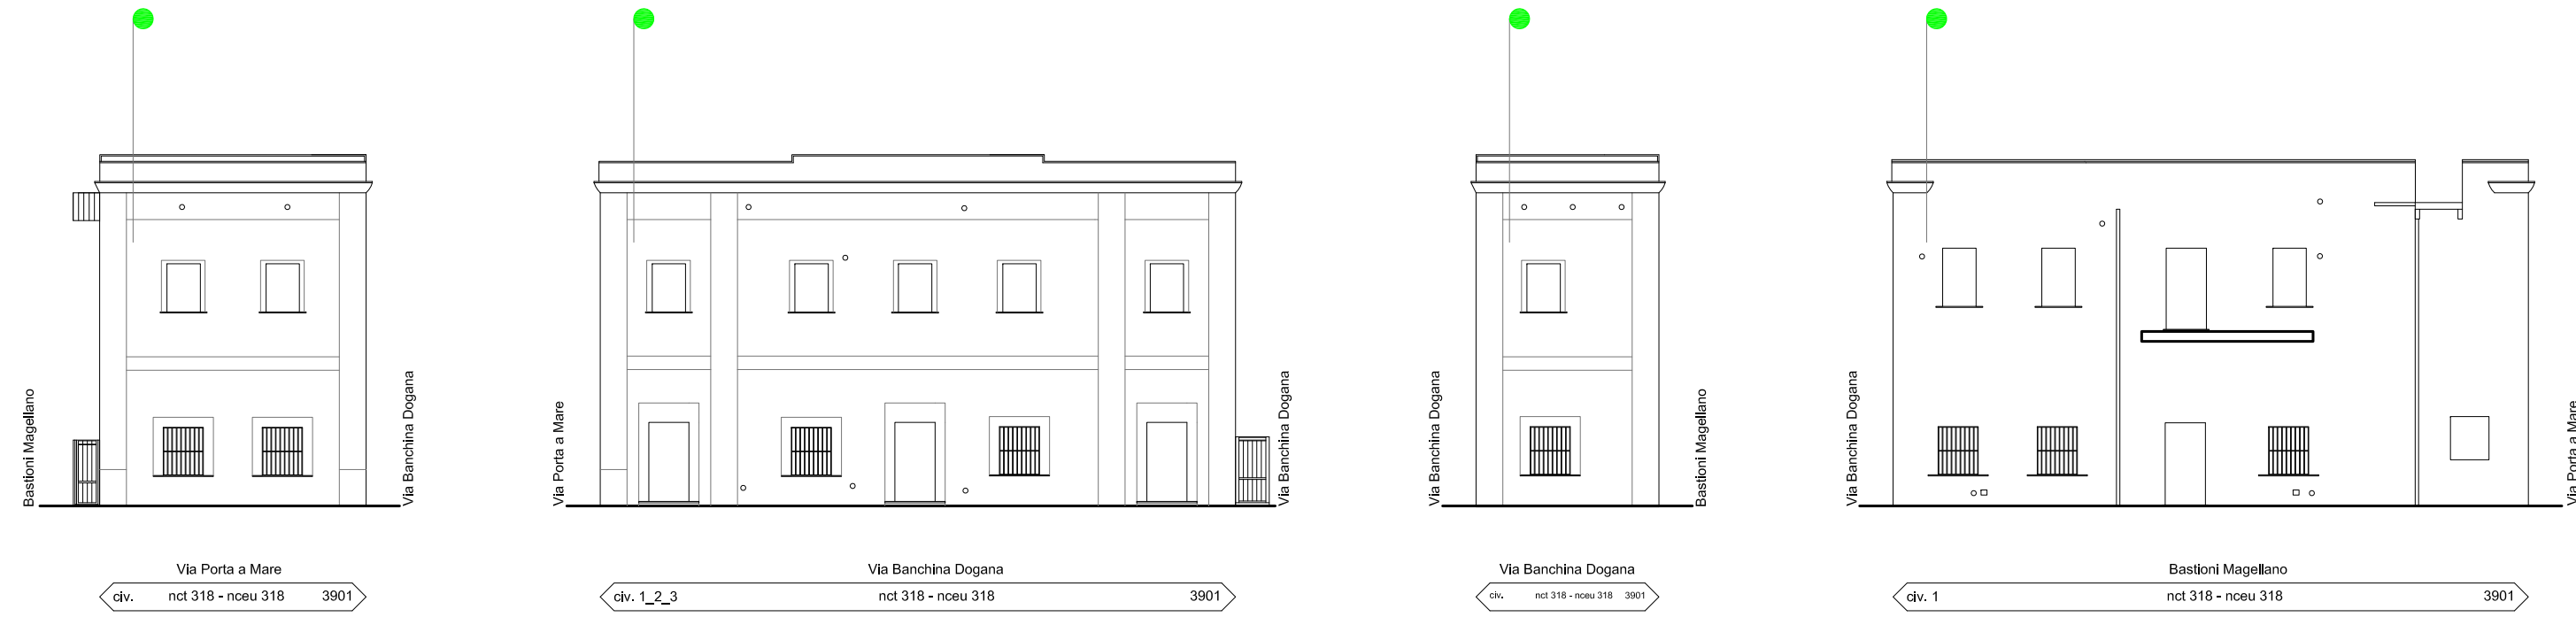 Bastioni Magellano
Via Banchina Dogana
Via Porta a Mare
civ. nct 318 - nceu 318 3901
Via Porta a Mare
Via Banchina Dogana
Via Banchina Dogana
civ. 1_2_3 nct 318 - nceu 318 3901
Via Banchina Dogana
Bastioni Magellano
Via Banchina Dogana
civ. nct 318 - nceu 318 3901
Via Banchina Dogana
Via Porta a Mare
Bastioni Magellano
civ. 1 nct 318 - nceu 318 3901